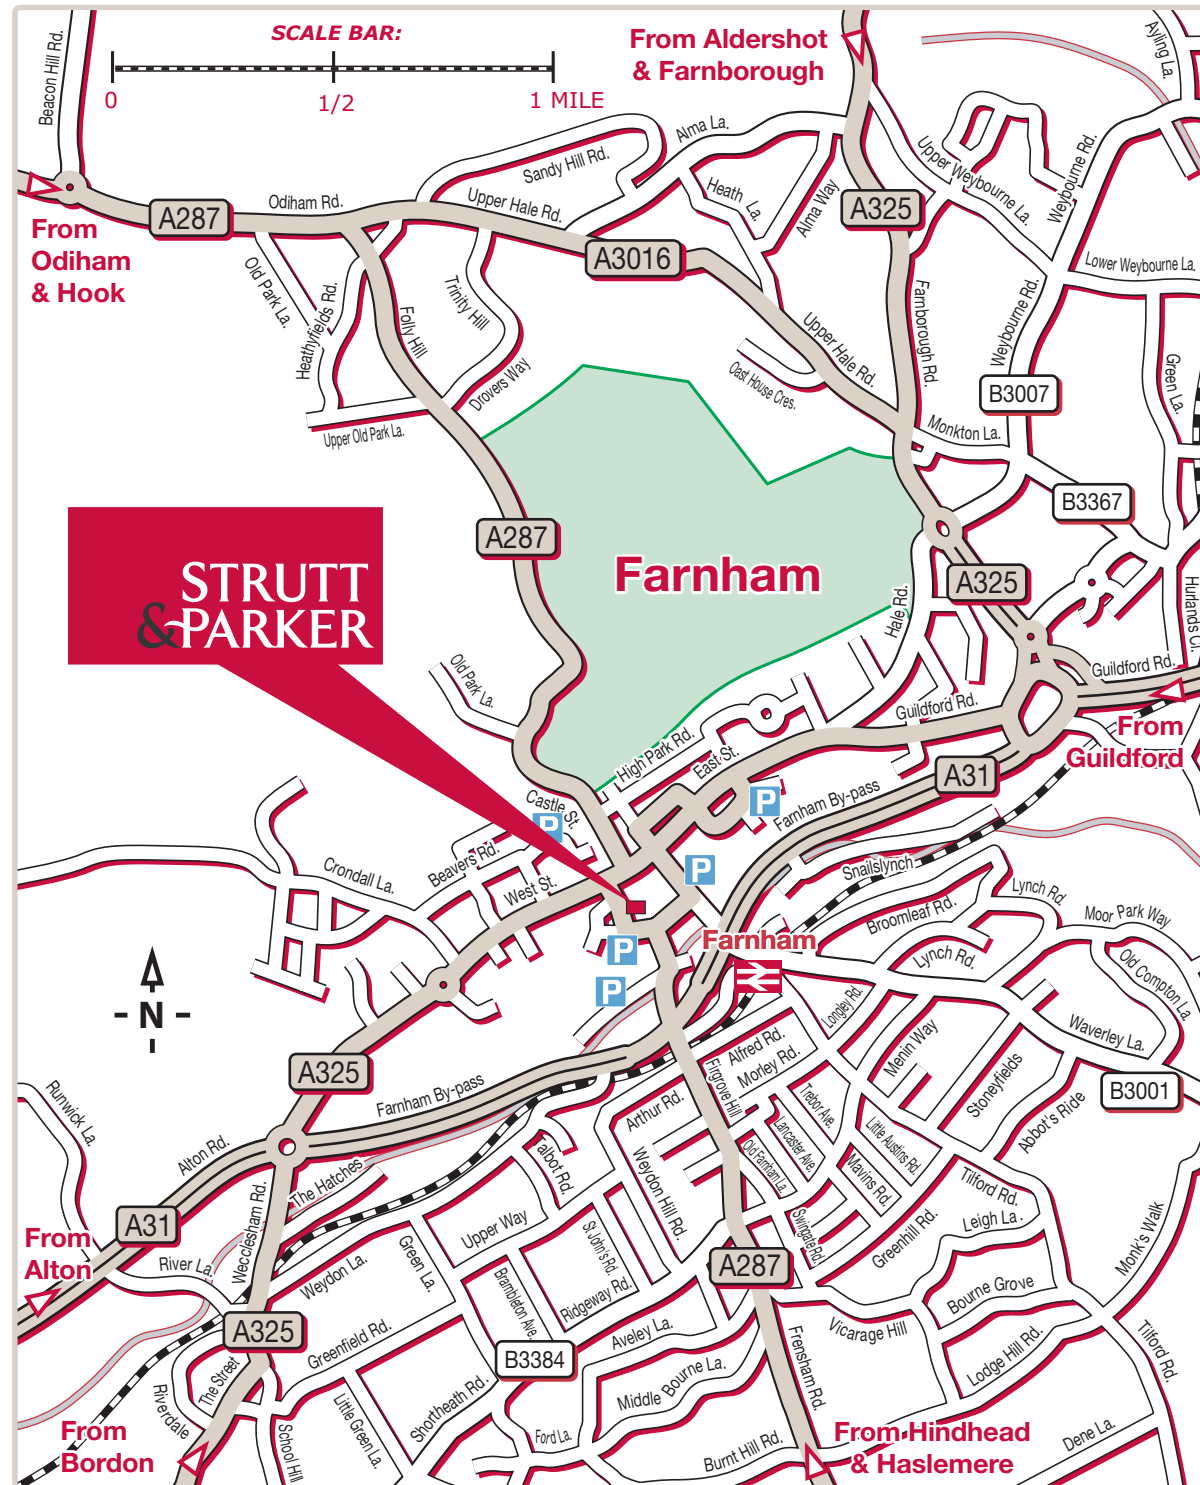 SCALE BAR:
0
1/2
1 MILE
From Aldershot
& Farnborough
Beacon Hill Rd.
Ayling La.
Alma La.
Sandy Hill Rd.
Upper Weybourne La.
Weybourne Rd.
Heath La.
Alma Way
A325
Odiham Rd.
Upper Hale Rd.
A287
From
Odiham
& Hook
A3016
Lower Weybourne La.
Old Park La.
Heathyfields Rd.
Folly Hill
Trinity Hill
Farnborough Rd.
Weybourne Rd.
Upper Hale Rd.
Green La.
Oast House Cres.
Drovers Way
B3007
Upper Old Park La.
Monkton La.
B3367
A287
STRUTT
&PARKER
Farnham
A325
Hale Rd.
Hurlands Cl.
Old Park La.
Guildford Rd.
Guildford Rd.
From
Guildford
High Park Rd.
East St.
A31
Castle St.
P
P
Farnham By-pass
Crondall La.
Beavers Rd.
West St.
P
Snailslynch
Lynch Rd.
Broomleaf Rd.
Moor Park Way
Farnham
P
P
Lynch Rd.
Old Compton La.
N
Longley Rd.
Waverley La.
A325
Alfred Rd.
Morley Rd.
Menin Way
Farnham By-pass
Firgrove Hill
Stoneyfields
B3001
Runwick La.
Arthur Rd.
Trebor Ave.
Abbot's Ride
Alton Rd.
Talbot Rd.
Lancaster Ave.
Little Austins Rd.
Old Farnham La.
Mavins Rd.
The Hatches
Weydon Hill Rd.
Tilford Rd.
A31
Wecclesham Rd.
Upper Way
St John's Rd.
Swingate Rd.
Greenhill Rd.
Leigh La.
Monk's Walk
From
Alton
River La.
Weydon La.
Green La.
A287
Brambleton Ave.
Ridgeway Rd.
Bourne Grove
A325
Greenfield Rd.
Aveley La.
Vicarage Hill
Lodge Hill Rd.
Tilford Rd.
B3384
The Street
Riverdale
Little Green La.
Shortheath Rd.
Middle Bourne La.
Frensham Rd.
From
Bordon
School Hill
Ford La.
Burnt Hill Rd.
From Hindhead
& Haslemere
Dene La.